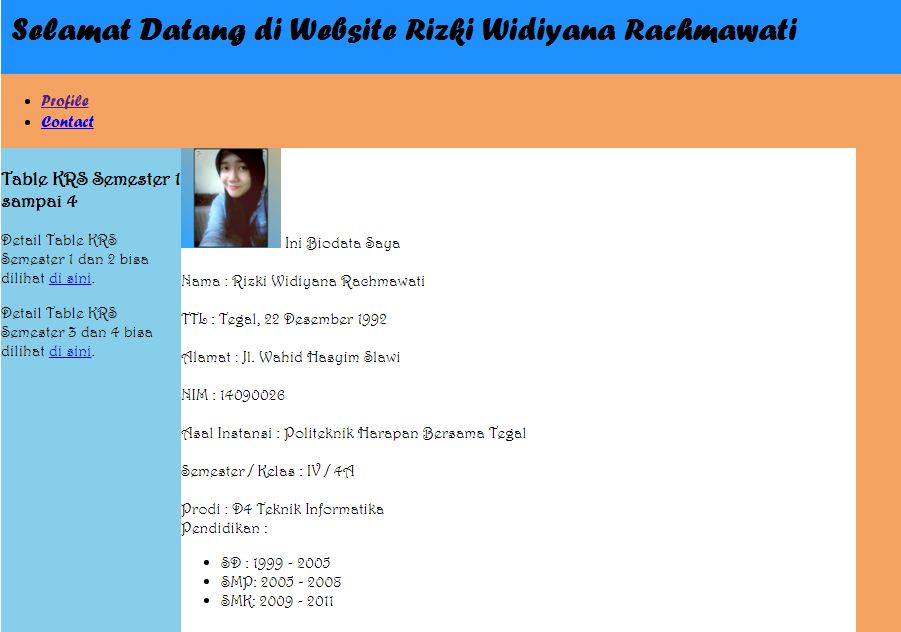 Selamat Datang di Website Rizki Widiyana Rachmawati
Profile
Contact
Table KRS Semester 1
sampai 4
Detail Table KRS
Semester 1 dan 2 bisa
dilihat di sini.
Detail Table KRS
Semester 3 dan 4 bisa
dilihat di sini.
Ini Biodata Saya
Nama : Rizki Widiyana Rachmawati
TTL : Tegal, 22 Desember 1992
Alamat : Jl. Wahid Hasyim Slawi
NIM : 14090026
Asal Instansi : Politeknik Harapan Bersama Tegal
Semester / Kelas : IV / 4A
Prodi : D4 Teknik Informatika
Pendidikan :
SD : 1999 - 2005
SMP: 2005 - 2008
SMK: 2009 - 2011